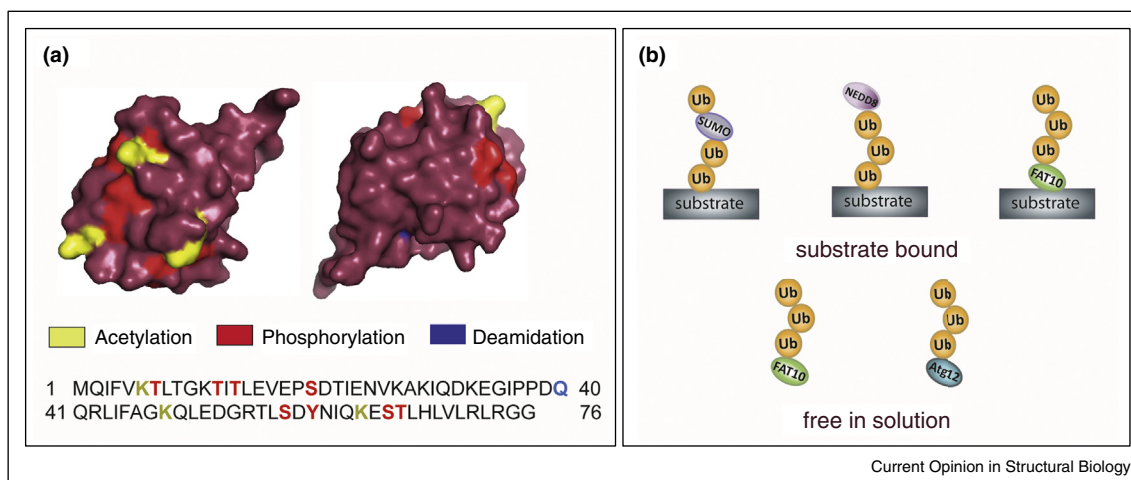 (a)
Acetylation Phosphorylation Deamidation
1 MQIFVKTLTGKTITLEVEPSDTIENVKAKIQDKEGIPPDQ 40
41 QRLIFAGKQLEDGRTLSDYNIQKESTLHLVLRLRGG 76
(b)
Ub
SUMO
Ub
Ub
substrate
NEDD8
Ub
Ub
Ub
substrate
Ub
Ub
Ub
FAT10
substrate
substrate bound
Ub
Ub
Ub
FAT10
Ub
Ub
Ub
Atg12
free in solution
Current Opinion in Structural Biology